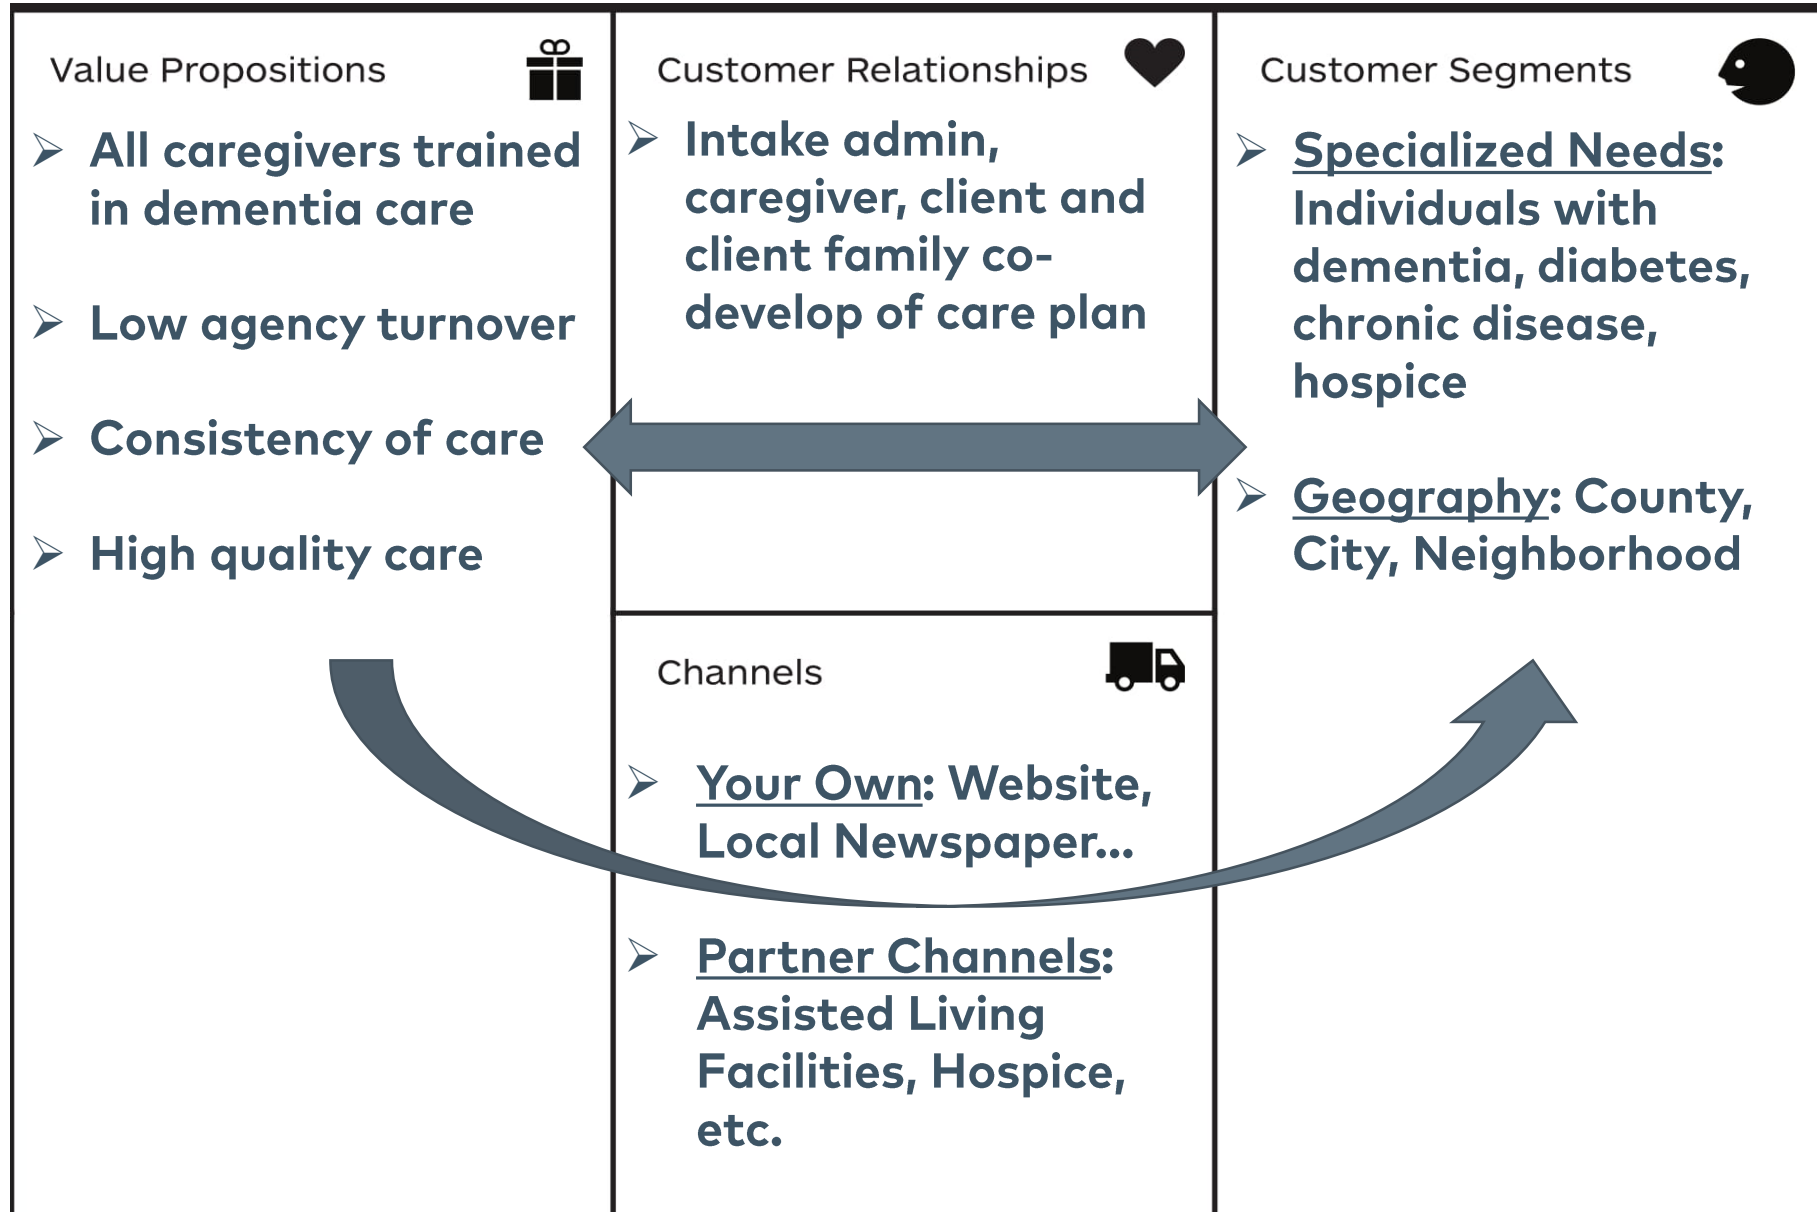 Value Propositions
All caregivers trained
in dementia care
Low agency turnover
Consistency of care
High quality care
Customer Relationships
Intake admin,
caregiver, client and
client family co-
develop of care plan
Channels
Your Own: Website,
Local Newspaper...
Partner Channels:
Assisted Living
Facilities, Hospice,
etc.
Customer Segments
Specialized Needs:
Individuals with
dementia, diabetes,
chronic disease,
hospice
Geography: County,
City, Neighborhood